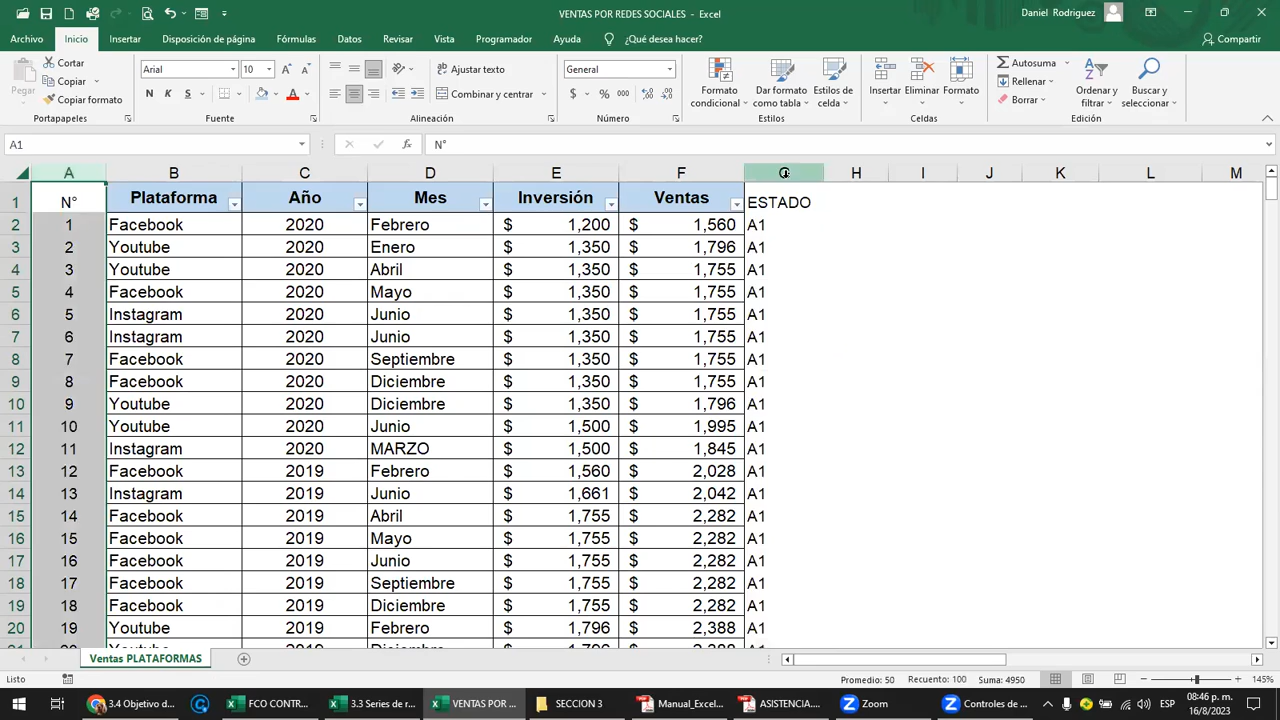 VENTAS POR REDES SOCIALES - Excel
Daniel Rodriguez
Archivo Inicio Insertar Disposición de página Fórmulas Datos Revisar Vista Programador Ayuda ¿Qué desea hacer? Compartir
Pegar Cortar
Copiar
Copiar formato
Portapapeles
Arial 10
N K S
Fuente
Ajustar texto
Combinar y centrar
Alineación
General
$ % 000
Número
Formato condicional
Dar formato como tabla
Estilos de celda
Estilos
Insertar Eliminar Formato
Celdas
Autosuma
Rellenar
Borrar
Ordenar y filtrar
Buscar y seleccionar
Edición
A1 fx N°
A B C D E F G H I J K L M
1 N° Plataforma Año Mes Inversión Ventas ESTADO
2 1 Facebook 2020 Febrero $ 1,200 $ 1,560 A1
3 2 Youtube 2020 Enero $ 1,350 $ 1,796 A1
4 3 Youtube 2020 Abril $ 1,350 $ 1,755 A1
5 4 Facebook 2020 Mayo $ 1,350 $ 1,755 A1
6 5 Instagram 2020 Junio $ 1,350 $ 1,755 A1
7 6 Instagram 2020 Junio $ 1,350 $ 1,755 A1
8 7 Facebook 2020 Septiembre $ 1,350 $ 1,755 A1
9 8 Facebook 2020 Diciembre $ 1,350 $ 1,755 A1
10 9 Youtube 2020 Diciembre $ 1,350 $ 1,796 A1
11 10 Youtube 2020 Junio $ 1,500 $ 1,995 A1
12 11 Instagram 2020 MARZO $ 1,500 $ 1,845 A1
13 12 Facebook 2019 Febrero $ 1,560 $ 2,028 A1
14 13 Instagram 2019 Junio $ 1,661 $ 2,042 A1
15 14 Facebook 2019 Abril $ 1,755 $ 2,282 A1
16 15 Facebook 2019 Mayo $ 1,755 $ 2,282 A1
17 16 Facebook 2019 Junio $ 1,755 $ 2,282 A1
18 17 Facebook 2019 Septiembre $ 1,755 $ 2,282 A1
19 18 Facebook 2019 Diciembre $ 1,755 $ 2,282 A1
20 19 Youtube 2019 Febrero $ 1,796 $ 2,388 A1
Ventas PLATAFORMAS
Listo Promedio: 50 Recuento: 100 Suma: 4950 145%
3.4 Objetivo d... FCO CONTR... 3.3 Series de r... VENTAS POR ... SECCION 3 Manual_Exce... ASISTENCIA.... Zoom Controles de ... ESP
08:46 p. m.
16/8/2023